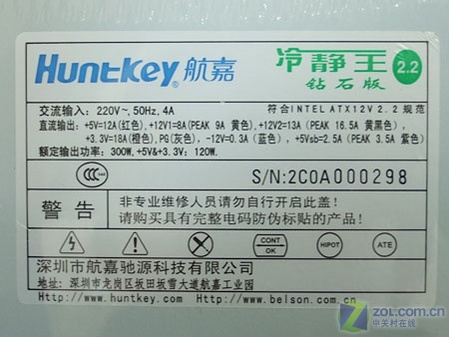 Huntkey® 航嘉 冷静王 2.2
钻石版
交流输入: 220V~, 50Hz, 4A 符合INTEL ATX12V 2.2 规范
直流输出: +5V=12A(红色), +12V1=8A(PEAK 9A 黄色), +12V2=13A (PEAK 16.5A 黄黑色),
+3.3V=18A(橙色), PG(灰色), -12V=0.3A (蓝色), +5Vsb=2.5A (PEAK 3.5A 紫色)
额定输出功率: 300W, +5V&+3.3V: 120W.
CCC S/N:2C0A000298
警告 非专业维修人员请勿自行开启此盖!
请购买具有完整电码防伪标贴的产品!
CONT OK HIPOT ATE
深圳市航嘉驰源科技有限公司
地址: 深圳市龙岗区坂田坂雪大道航嘉工业园
Http://www.huntkey.com Http://www.belson.com.cn
zol.com.cn
中关村在线